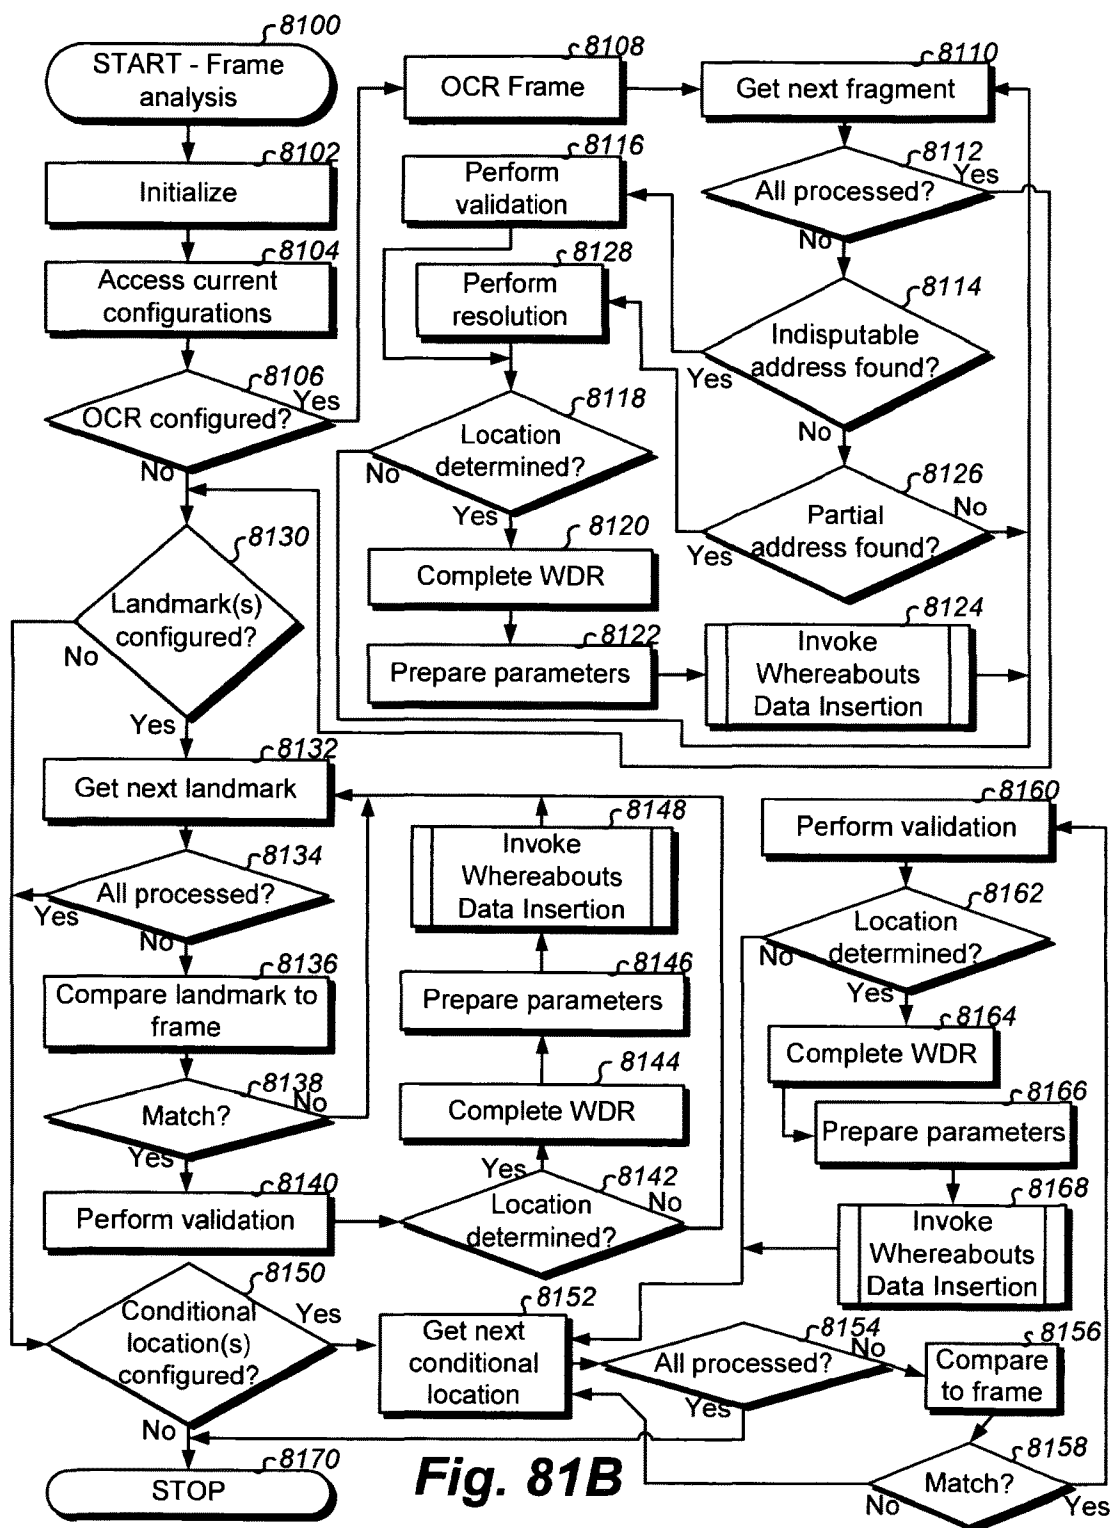 8100
START - Frame
analysis
8102
Initialize
8104
Access current
configurations
8106
OCR configured?
Yes
No
8108
OCR Frame
8110
Get next fragment
8112
All processed?
Yes
No
8114
Indisputable
address found?
Yes
No
8116
Perform
validation
8128
Perform
resolution
8118
Location
determined?
No
Yes
8126
Partial
address found?
No
Yes
8120
Complete WDR
8122
Prepare parameters
8124
Invoke
Whereabouts
Data Insertion
8130
Landmark(s)
configured?
No
Yes
8132
Get next landmark
8134
All processed?
Yes
No
8136
Compare landmark to
frame
8138
Match?
No
Yes
8140
Perform validation
8142
Location
determined?
Yes
No
8144
Complete WDR
8146
Prepare parameters
8148
Invoke
Whereabouts
Data Insertion
8150
Conditional
location(s)
configured?
Yes
No
8152
Get next
conditional
location
8154
All processed?
No
Yes
8156
Compare
to frame
8158
Match?
No
Yes
8160
Perform validation
8162
Location
determined?
No
Yes
8164
Complete WDR
8166
Prepare parameters
8168
Invoke
Whereabouts
Data Insertion
8170
STOP
Fig. 81B